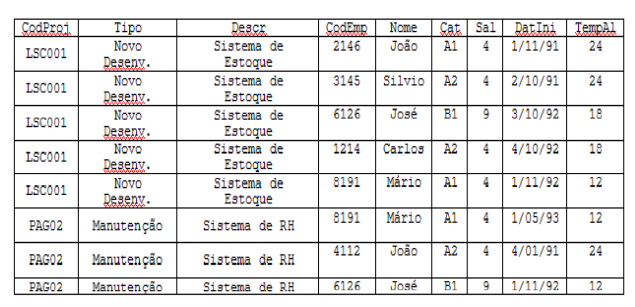 CodProj Tipo Descr CodEmp Nome Cat Sal DatIni TempAl
LSC001 Novo Desenv. Sistema de Estoque 2146 João A1 4 1/11/91 24
LSC001 Novo Desenv. Sistema de Estoque 3145 Silvio A2 4 2/10/91 24
LSC001 Novo Desenv. Sistema de Estoque 6126 José B1 9 3/10/92 18
LSC001 Novo Desenv. Sistema de Estoque 1214 Carlos A2 4 4/10/92 18
LSC001 Novo Desenv. Sistema de Estoque 8191 Mário A1 4 1/11/92 12
PAG02 Manutenção Sistema de RH 8191 Mário A1 4 1/05/93 12
PAG02 Manutenção Sistema de RH 4112 João A2 4 4/01/91 24
PAG02 Manutenção Sistema de RH 6126 José B1 9 1/11/92 12